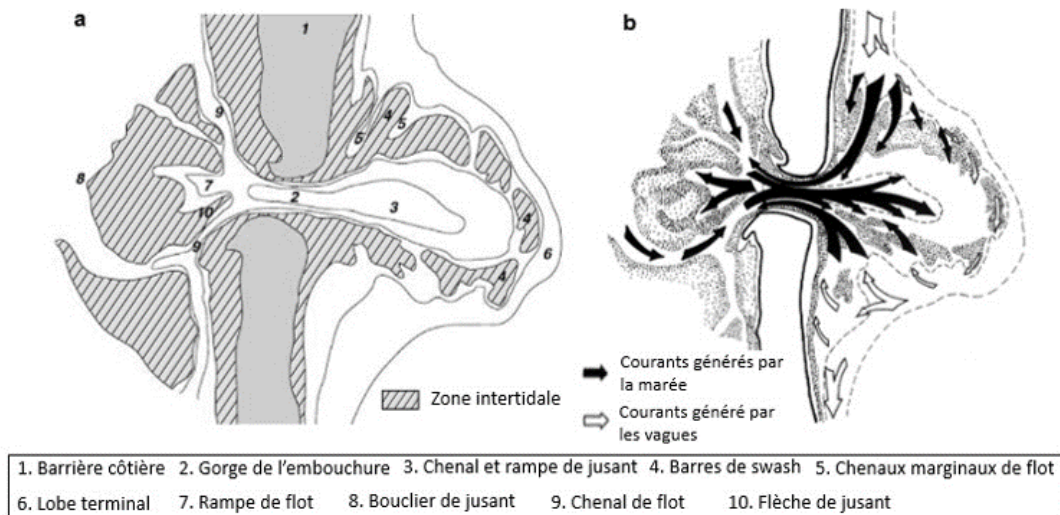 a
b
1
9
4
5
5
8
7
2
3
10
4
9
6
4
Zone intertidale
Courants générés par
la marée
Courants généré par
les vagues
1. Barrière côtière 2. Gorge de l'embouchure 3. Chenal et rampe de jusant 4. Barres de swash 5. Chenaux marginaux de flot
6. Lobe terminal 7. Rampe de flot 8. Bouclier de jusant 9. Chenal de flot 10. Flèche de jusant